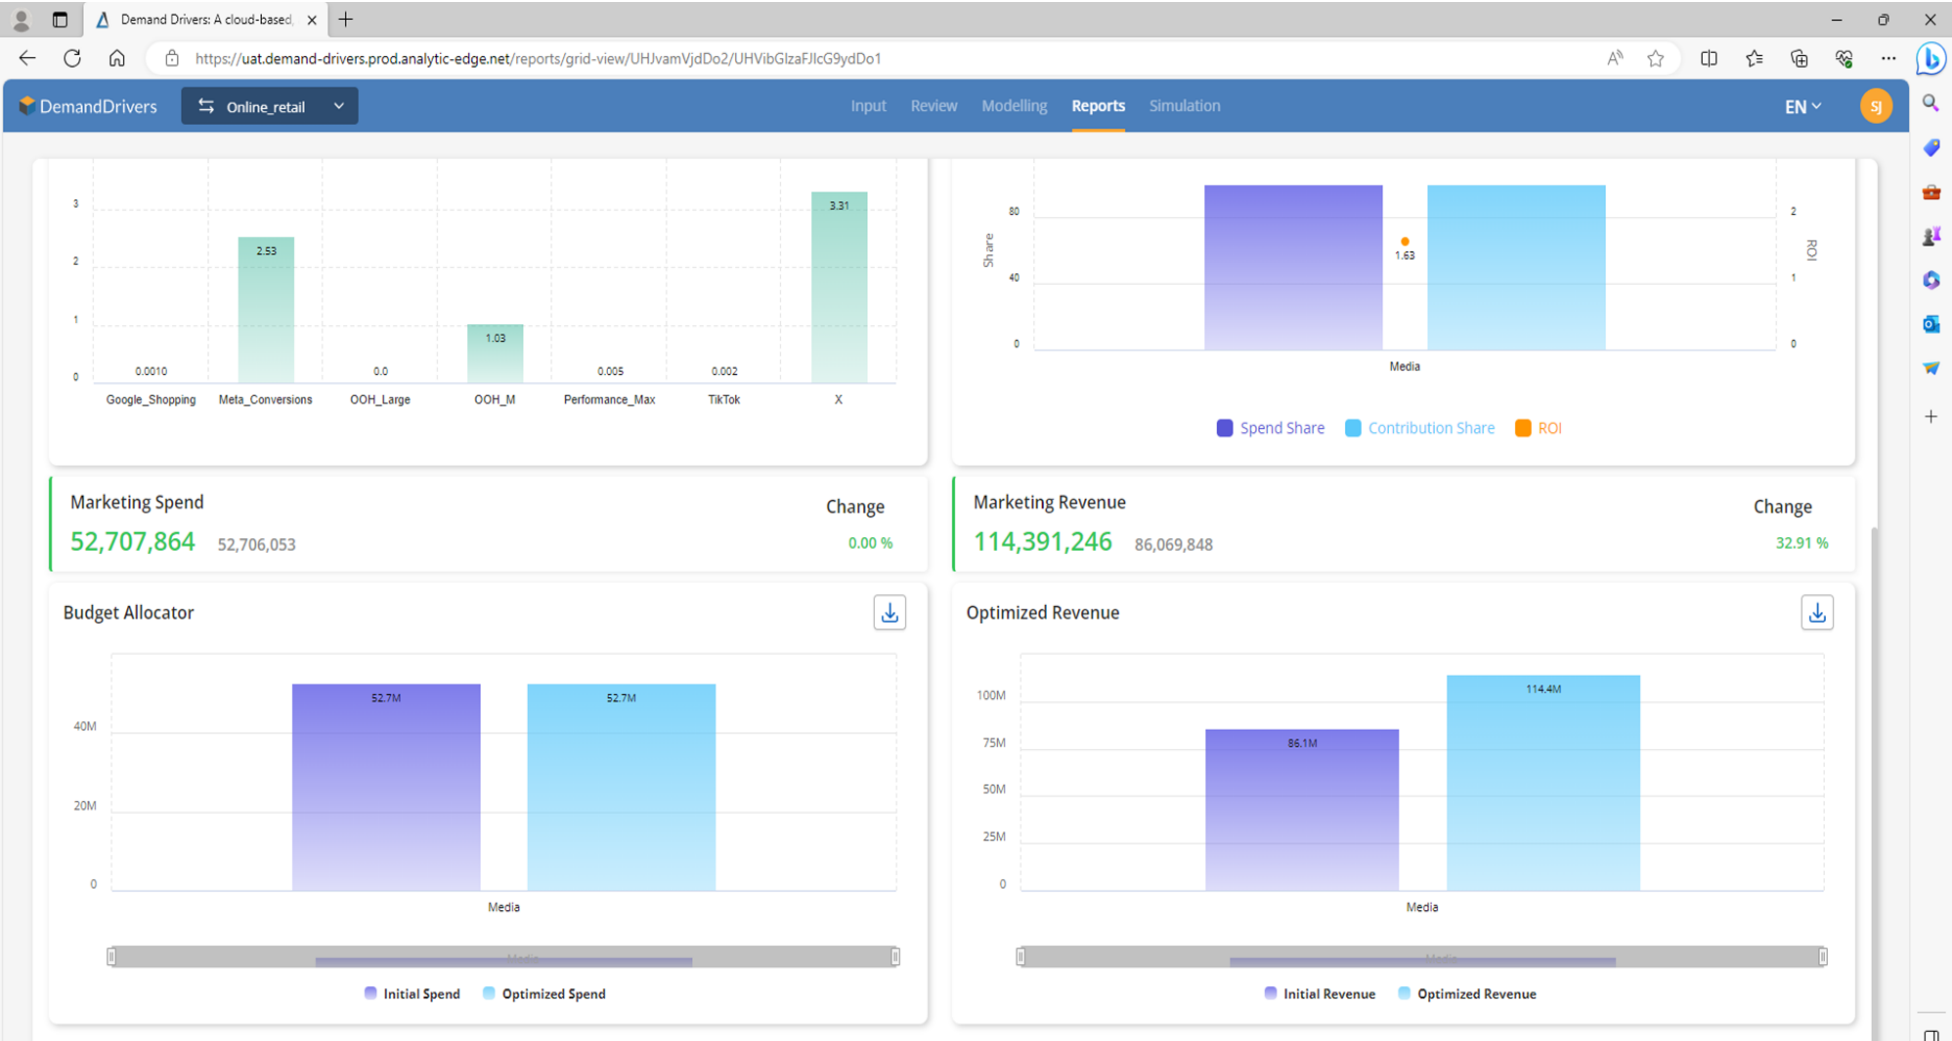 Demand Drivers: A cloud-based,
https://uat.demand-drivers.prod.analytic-edge.net/reports/grid-view/UHJvamVjdDo2/UHVibGlzaFJlcG9ydDo1
DemandDrivers
Online_retail
Input Review Modelling Reports Simulation
EN
SJ
3
2
1
0
0.0010
2.53
0.0
1.03
0.005
0.002
3.31
Google_Shopping Meta_Conversions OOH_Large OOH_M Performance_Max TikTok X
Share
80
40
0
1.63
2
1
0
ROI
Media
Spend Share Contribution Share ROI
Marketing Spend
Change
52,707,864 52,706,053
0.00 %
Marketing Revenue
Change
114,391,246 86,069,848
32.91 %
Budget Allocator
40M
20M
0
52.7M
52.7M
Media
Media
Initial Spend Optimized Spend
Optimized Revenue
100M
75M
50M
25M
0
86.1M
114.4M
Media
Media
Initial Revenue Optimized Revenue